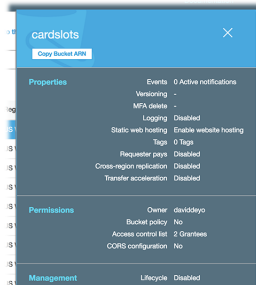 cardslots
Copy Bucket ARN
Properties
Events 0 Active notifications
Versioning -
MFA delete -
Logging Disabled
Static web hosting Enable website hosting
Tags 0 Tags
Requester pays Disabled
Cross-region replication Disabled
Transfer acceleration Disabled
Permissions
Owner daviddeyo
Bucket policy No
Access control list 2 Grantees
CORS configuration No
Management
Lifecycle Disabled